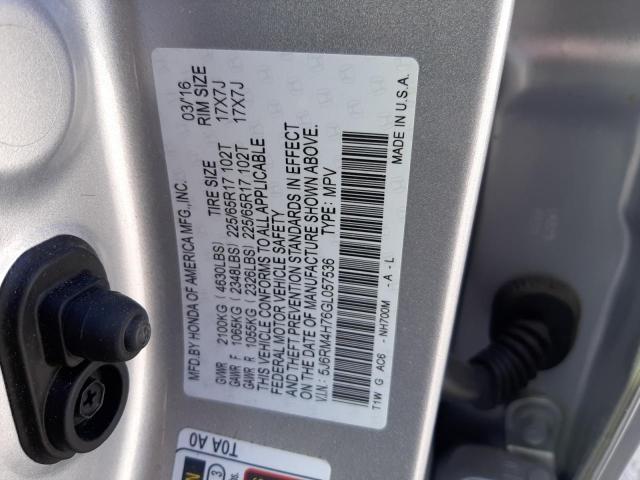 MFD.BY HONDA OF AMERICA MFG.,INC. 03/'16
TIRE SIZE RIM SIZE
GVWR 2100KG (4630LBS)
GAWR F 1065KG (2348LBS) 225/65R17 102T 17X7J
GAWR R 1055KG (2326LBS) 225/65R17 102T 17X7J
THIS VEHICLE CONFORMS TO ALL APPLICABLE
FEDERAL MOTOR VEHICLE SAFETY
AND THEFT PREVENTION STANDARDS IN EFFECT
ON THE DATE OF MANUFACTURE SHOWN ABOVE.
V.I.N.: 5J6RM4H76GL057536 MPV
T1W G AC6 - NH700M - A - L MADE IN U.S.A.
T0A A0
3